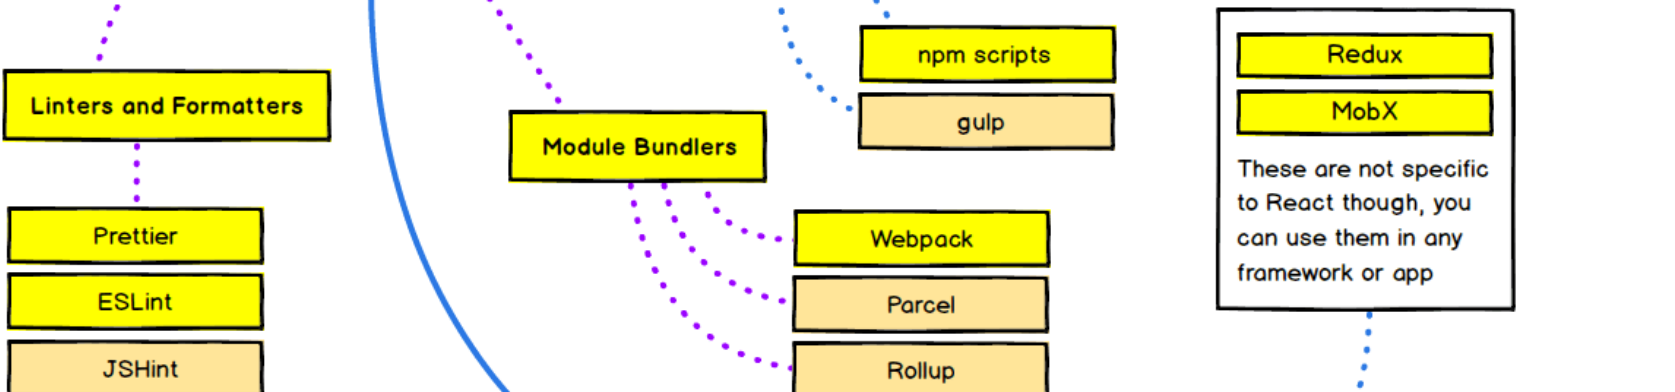 Linters and Formatters
Prettier
ESLint
JSHint
Module Bundlers
npm scripts
gulp
Webpack
Parcel
Rollup
Redux
MobX
These are not specific
to React though, you
can use them in any
framework or app